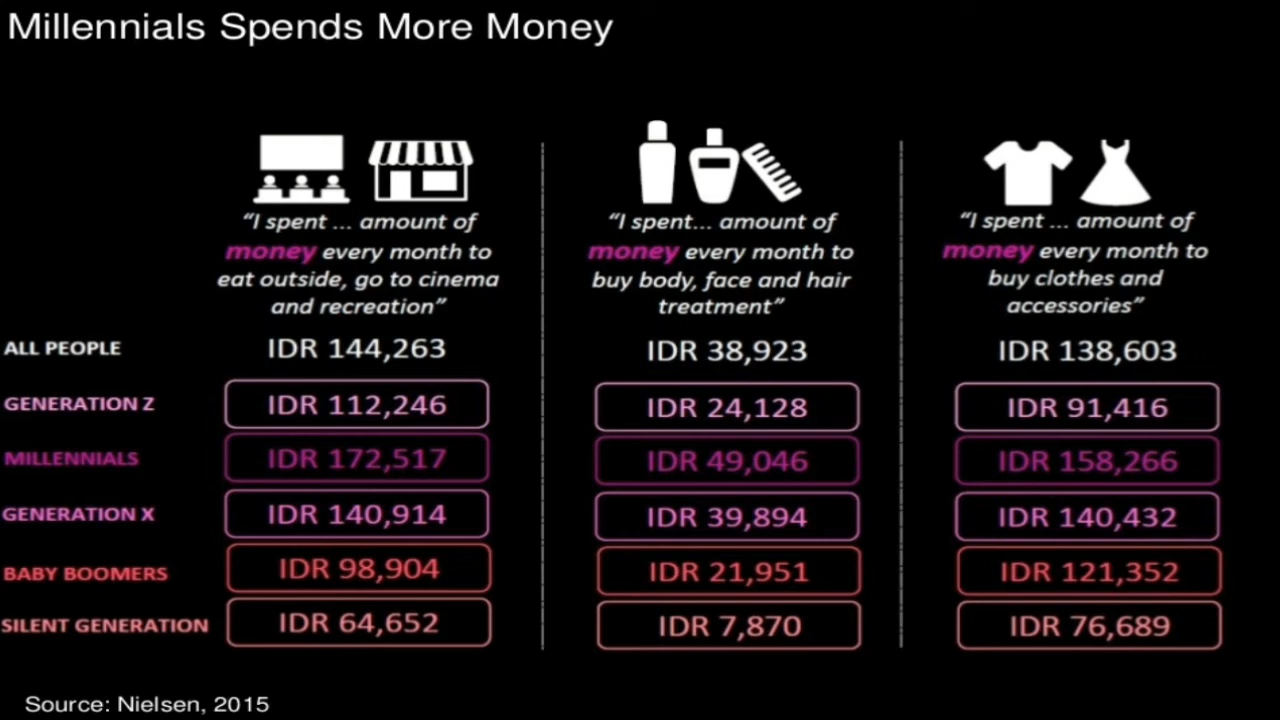 Millennials Spends More Money
“I spent ... amount of
money every month to
eat outside, go to cinema
and recreation”
“I spent... amount of
money every month to
buy body, face and hair
treatment”
“I spent ... amount of
money every month to
buy clothes and
accessories”
ALL PEOPLE IDR 144,263 IDR 38,923 IDR 138,603
GENERATION Z IDR 112,246 IDR 24,128 IDR 91,416
MILLENNIALS IDR 172,517 IDR 49,046 IDR 158,266
GENERATION X IDR 140,914 IDR 39,894 IDR 140,432
BABY BOOMERS IDR 98,904 IDR 21,951 IDR 121,352
SILENT GENERATION IDR 64,652 IDR 7,870 IDR 76,689
Source: Nielsen, 2015